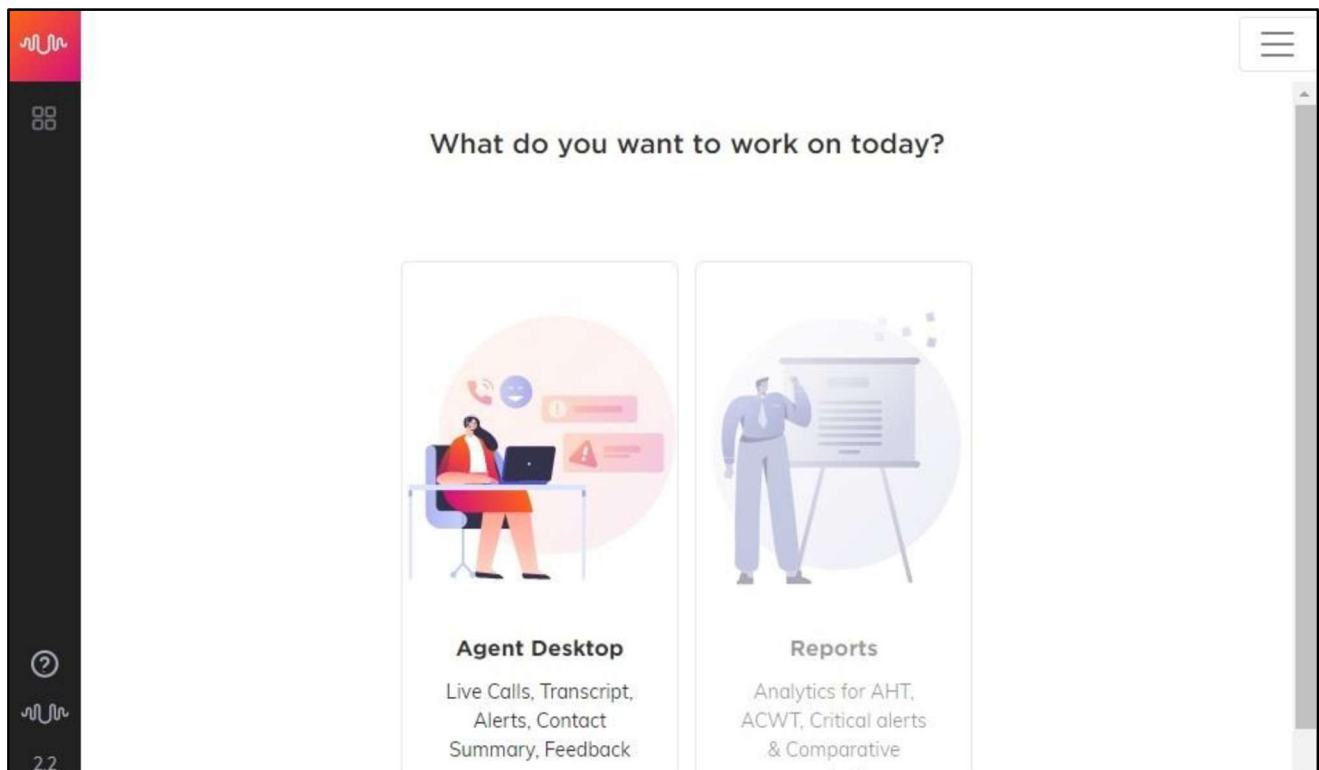 What do you want to work on today?
Agent Desktop
Live Calls, Transcript,
Alerts, Contact
Summary, Feedback
Reports
Analytics for AHT,
ACWT, Critical alerts
& Comparative
2.2